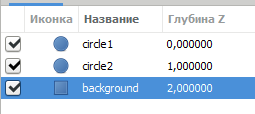 Иконка Название Глубина Z
circle1 0,000000
circle2 1,000000
background 2,000000